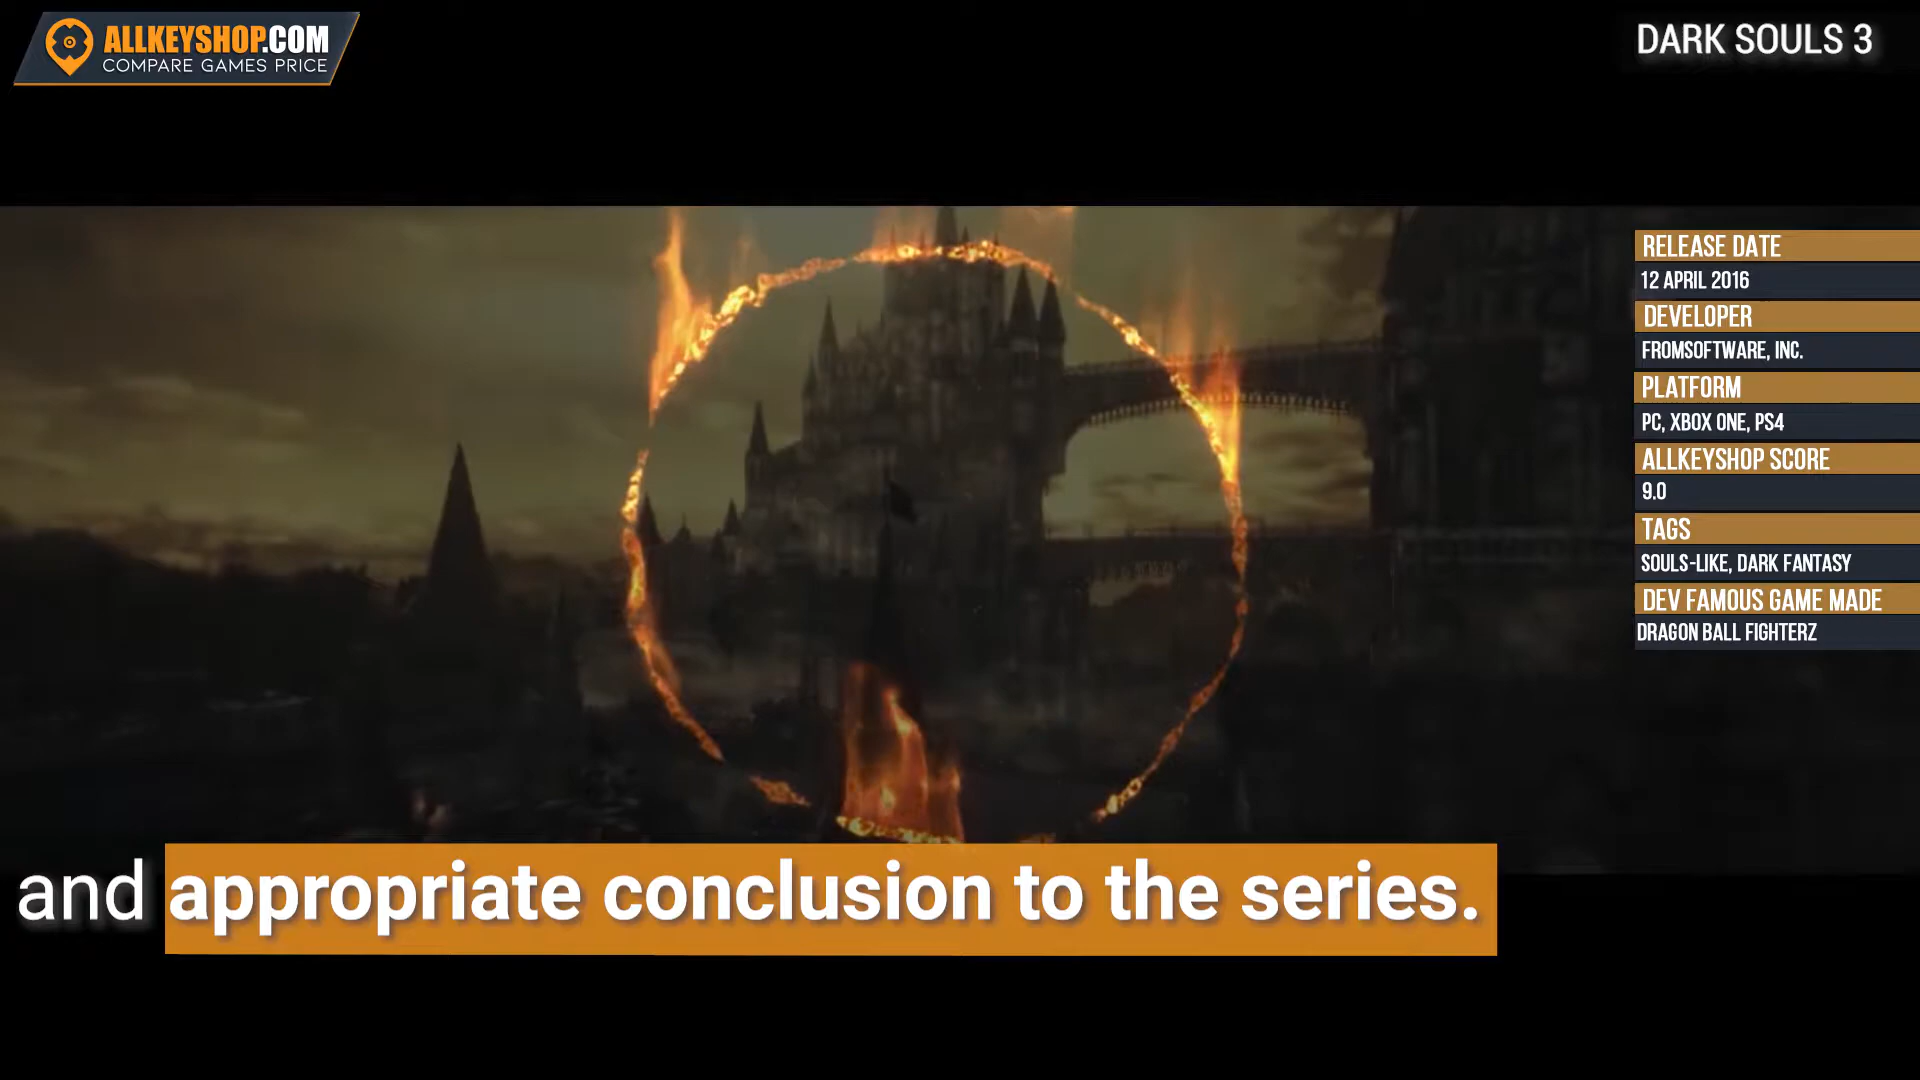 ALLKEYSHOP.COM
COMPARE GAMES PRICE
DARK SOULS 3
RELEASE DATE
12 APRIL 2016
DEVELOPER
FROMSOFTWARE, INC.
PLATFORM
PC, XBOX ONE, PS4
ALLKEYSHOP SCORE
9.0
TAGS
SOULS-LIKE, DARK FANTASY
DEV FAMOUS GAME MADE
DRAGON BALL FIGHTERZ
and appropriate conclusion to the series.